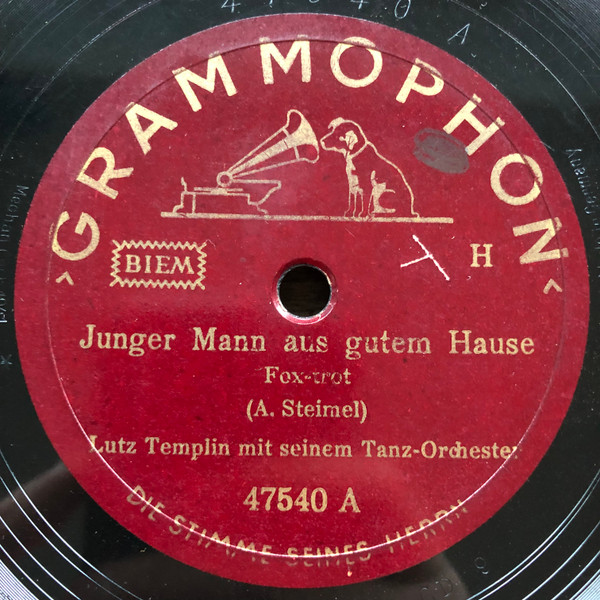 47540 A
›GRAMMOPHON‹
BIEM
H
Junger Mann aus gutem Hause
Fox-trot
(A. Steimel)
Lutz Templin mit seinem Tanz-Orchester
47540 A
DIE STIMME SEINES HERRN